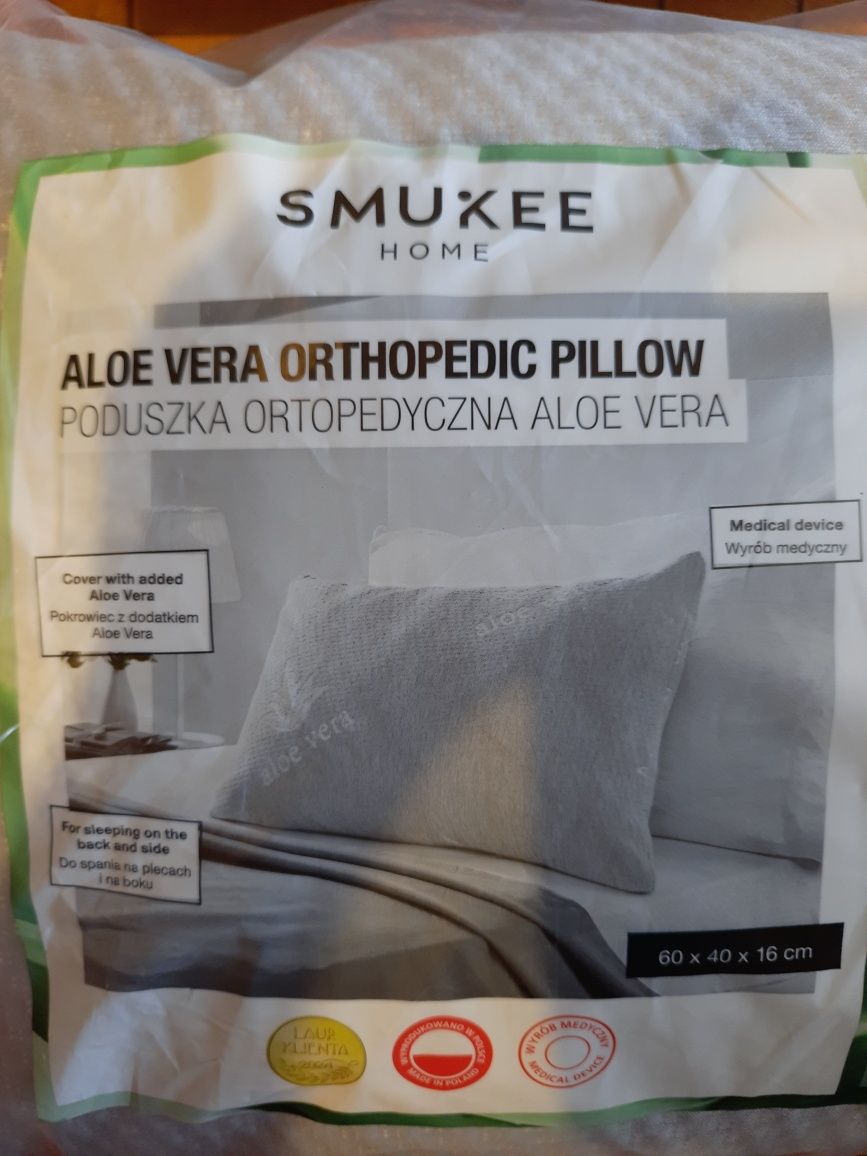 SMUKEE
HOME
ALOE VERA ORTHOPEDIC PILLOW
PODUSZKA ORTOPEDYCZNA ALOE VERA
Medical device
Wyrób medyczny
Cover with added
Aloe Vera
Pokrowiec z dodatkiem
Aloe Vera
aloe
aloe vera
For sleeping on the
back and side
Do spania na plecach
i na boku
60 x 40 x 16 cm
LAUR
KLIENTA
WYPRODUKOWANO W POLSCE
MADE IN POLAND
WYRÓB MEDYCZNY
MEDICAL DEVICE